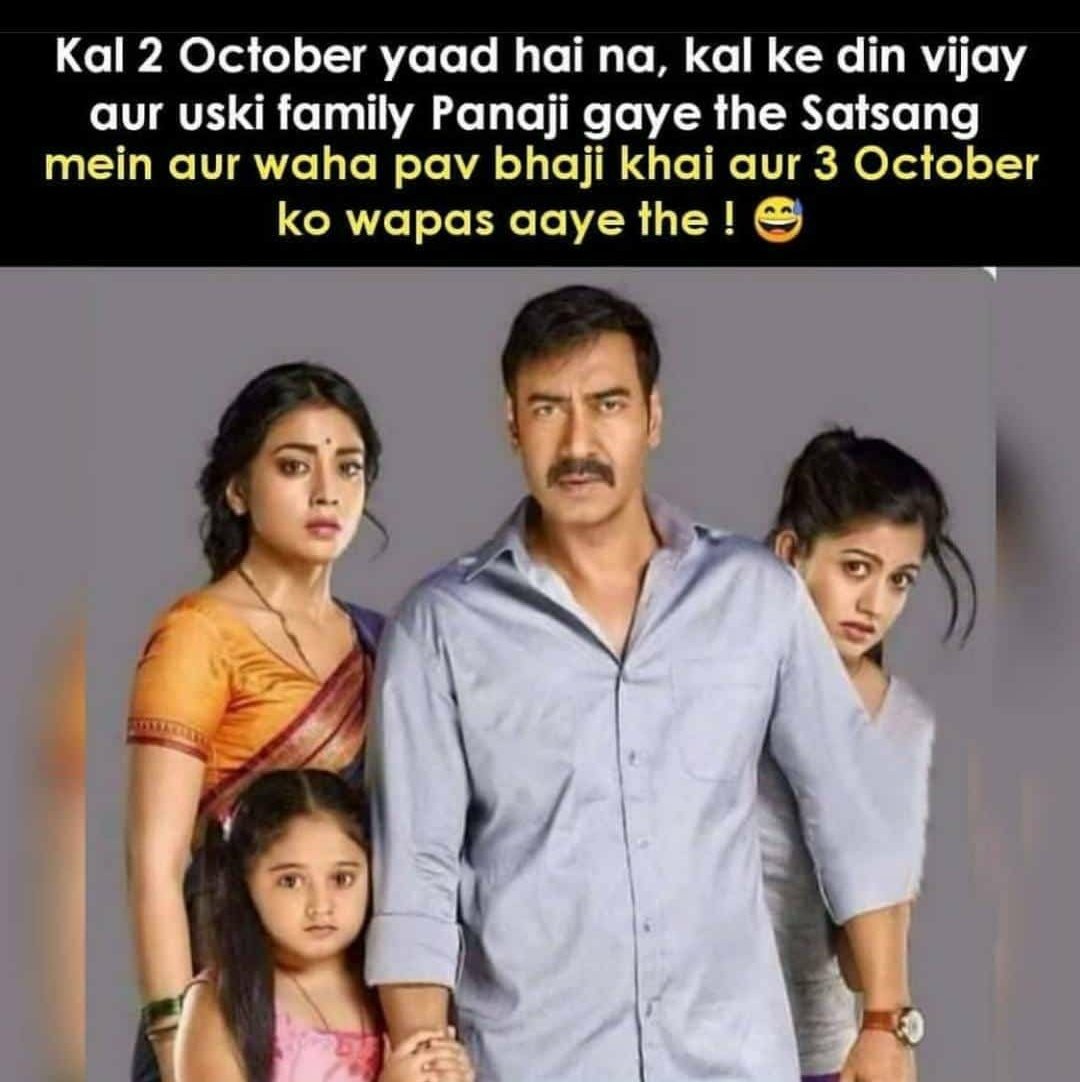 Kal 2 October yaad hai na, kal ke din vijay
aur uski family Panaji gaye the Satsang
mein aur waha pav bhaji khai aur 3 October
ko wapas aaye the ! 😅